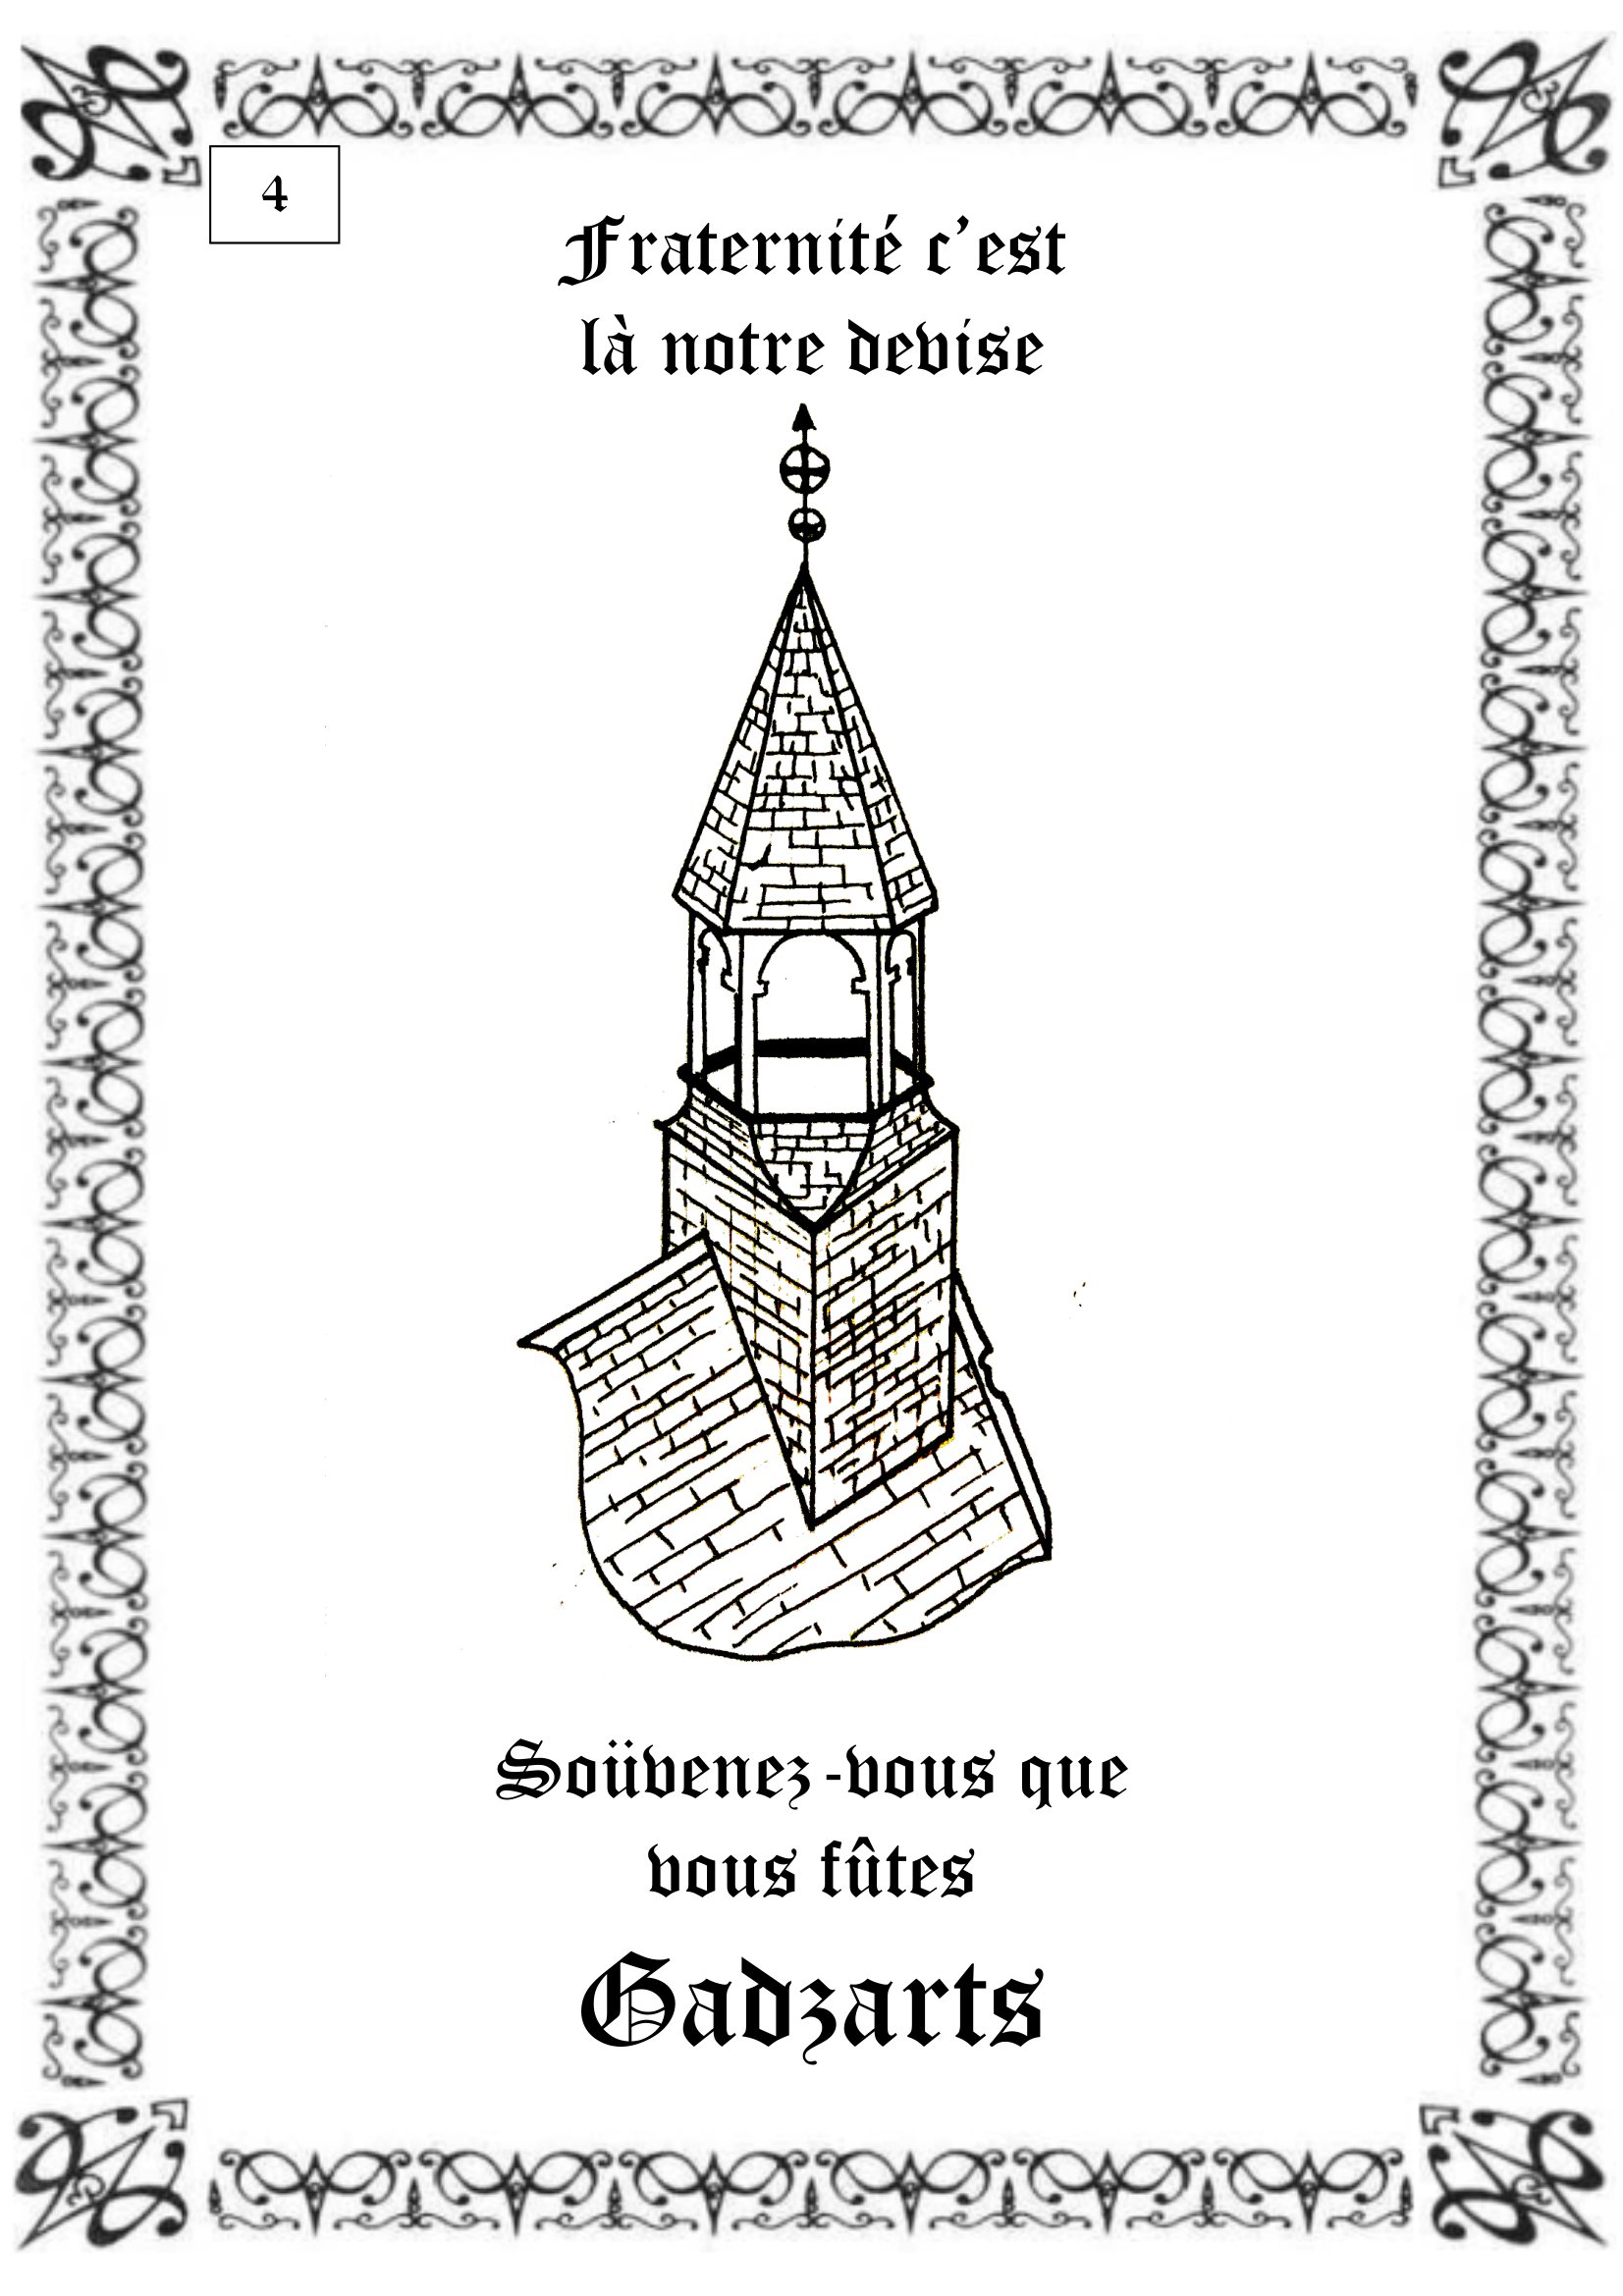 4
Fraternité c'est
là notre devise
Soüvenez-vous que
vous fûtes
Gadzarts